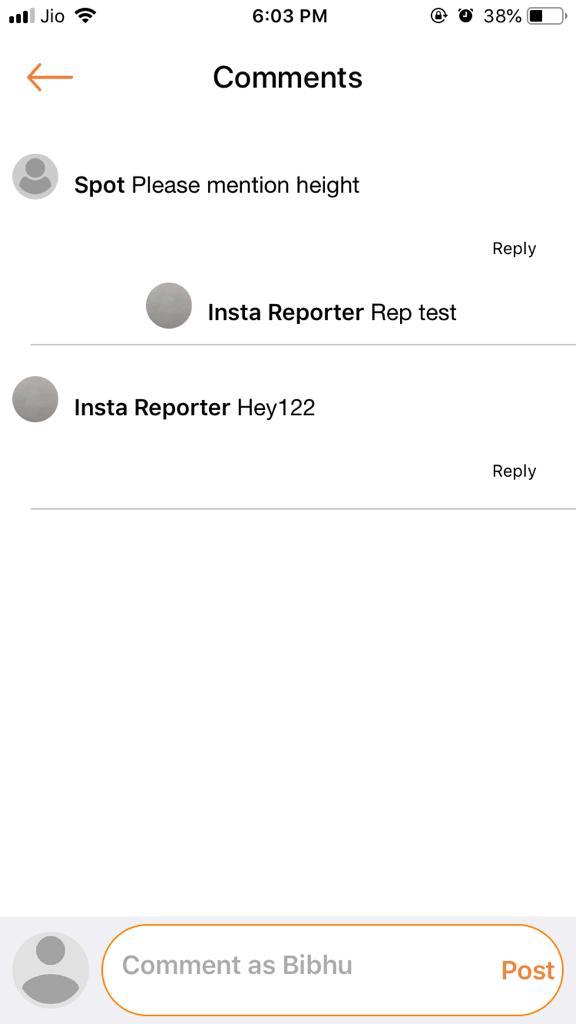 Jio 6:03 PM 38%
Comments
Spot Please mention height
Reply
Insta Reporter Rep test
Insta Reporter Hey122
Reply
Comment as Bibhu Post